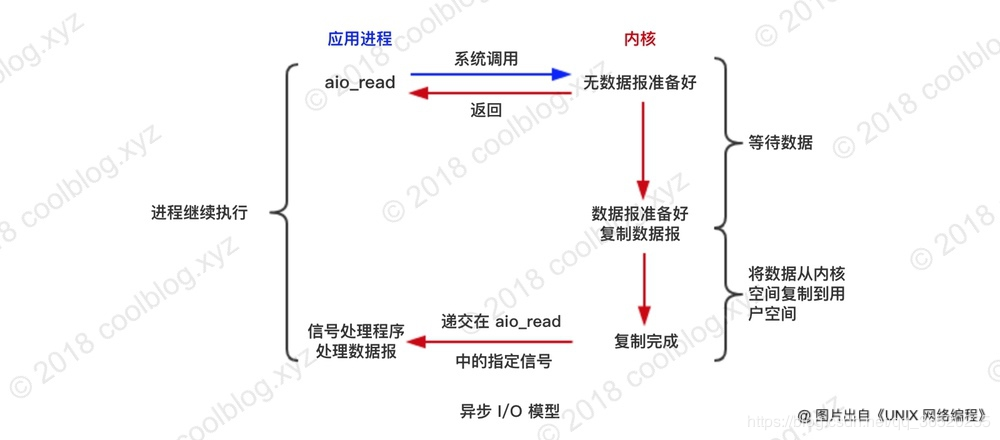 应用进程
内核
系统调用
aio_read
无数据报准备好
返回
等待数据
进程继续执行
数据报准备好
复制数据报
将数据从内核
空间复制到用
户空间
递交在 aio_read
信号处理程序
处理数据报
复制完成
中的指定信号
异步 I/O 模型
@ 图片出自《UNIX 网络编程》
© 2018 coolblog.xyz